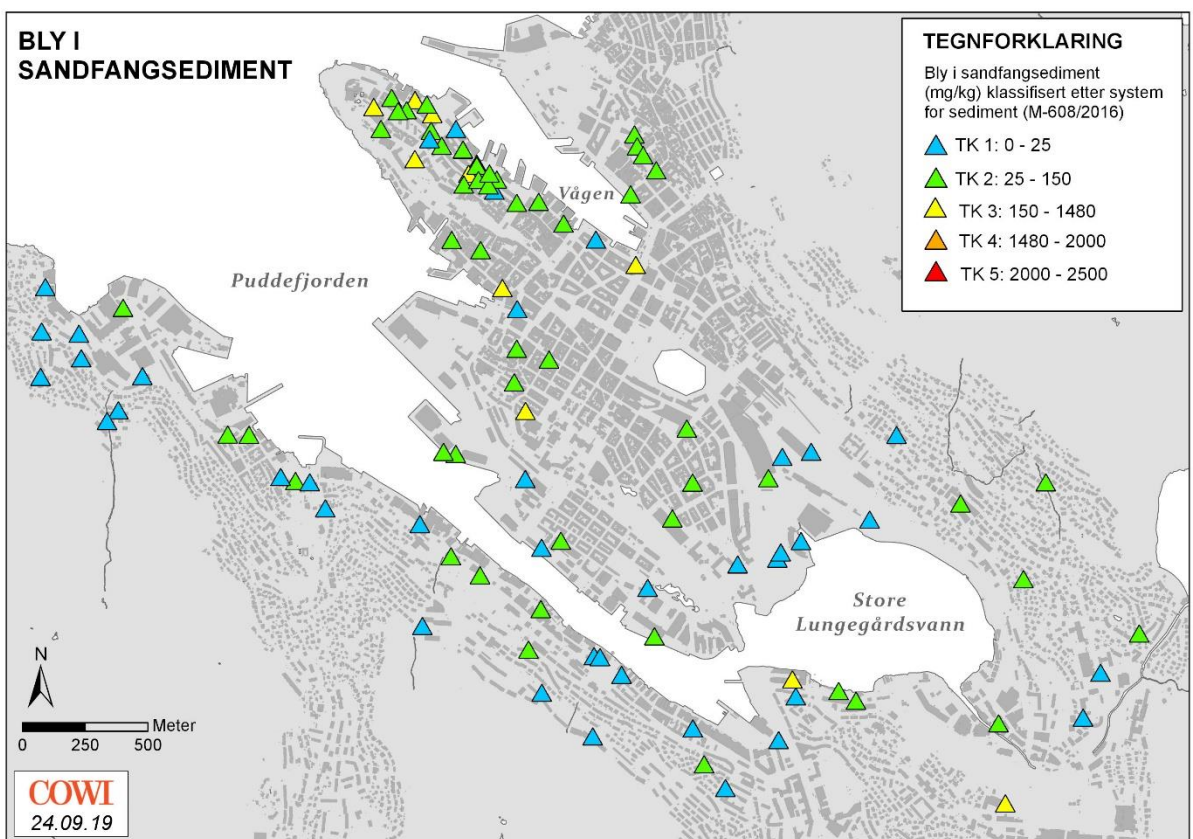 BLY I
SANDFANGSEDIMENT
TEGNFORKLARING
Bly i sandfangsediment
(mg/kg) klassifisert etter system
for sediment (M-608/2016)
TK 1: 0 - 25
TK 2: 25 - 150
TK 3: 150 - 1480
TK 4: 1480 - 2000
TK 5: 2000 - 2500
Vågen
Puddefjorden
Store
Lungegårdsvann
N
Meter
0 250 500
COWI
24.09.19